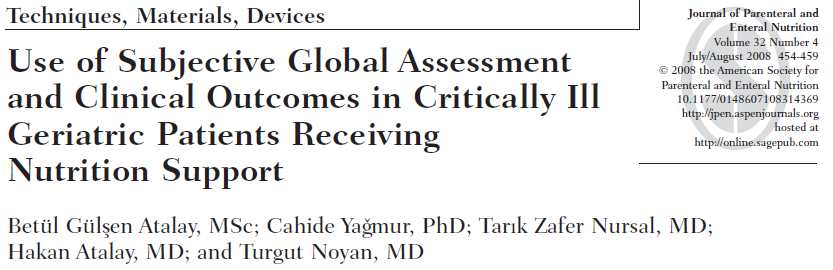 Techniques, Materials, Devices
Use of Subjective Global Assessment
and Clinical Outcomes in Critically Ill
Geriatric Patients Receiving
Nutrition Support
Betül Gülşen Atalay, MSc; Cahide Yağmur, PhD; Tarık Zafer Nursal, MD;
Hakan Atalay, MD; and Turgut Noyan, MD
Journal of Parenteral and
Enteral Nutrition
Volume 32 Number 4
July/August 2008 454-459
© 2008 the American Society for
Parenteral and Enteral Nutrition
10.1177/0148607108314369
http://jpen.aspenjournals.org
hosted at
http://online.sagepub.com